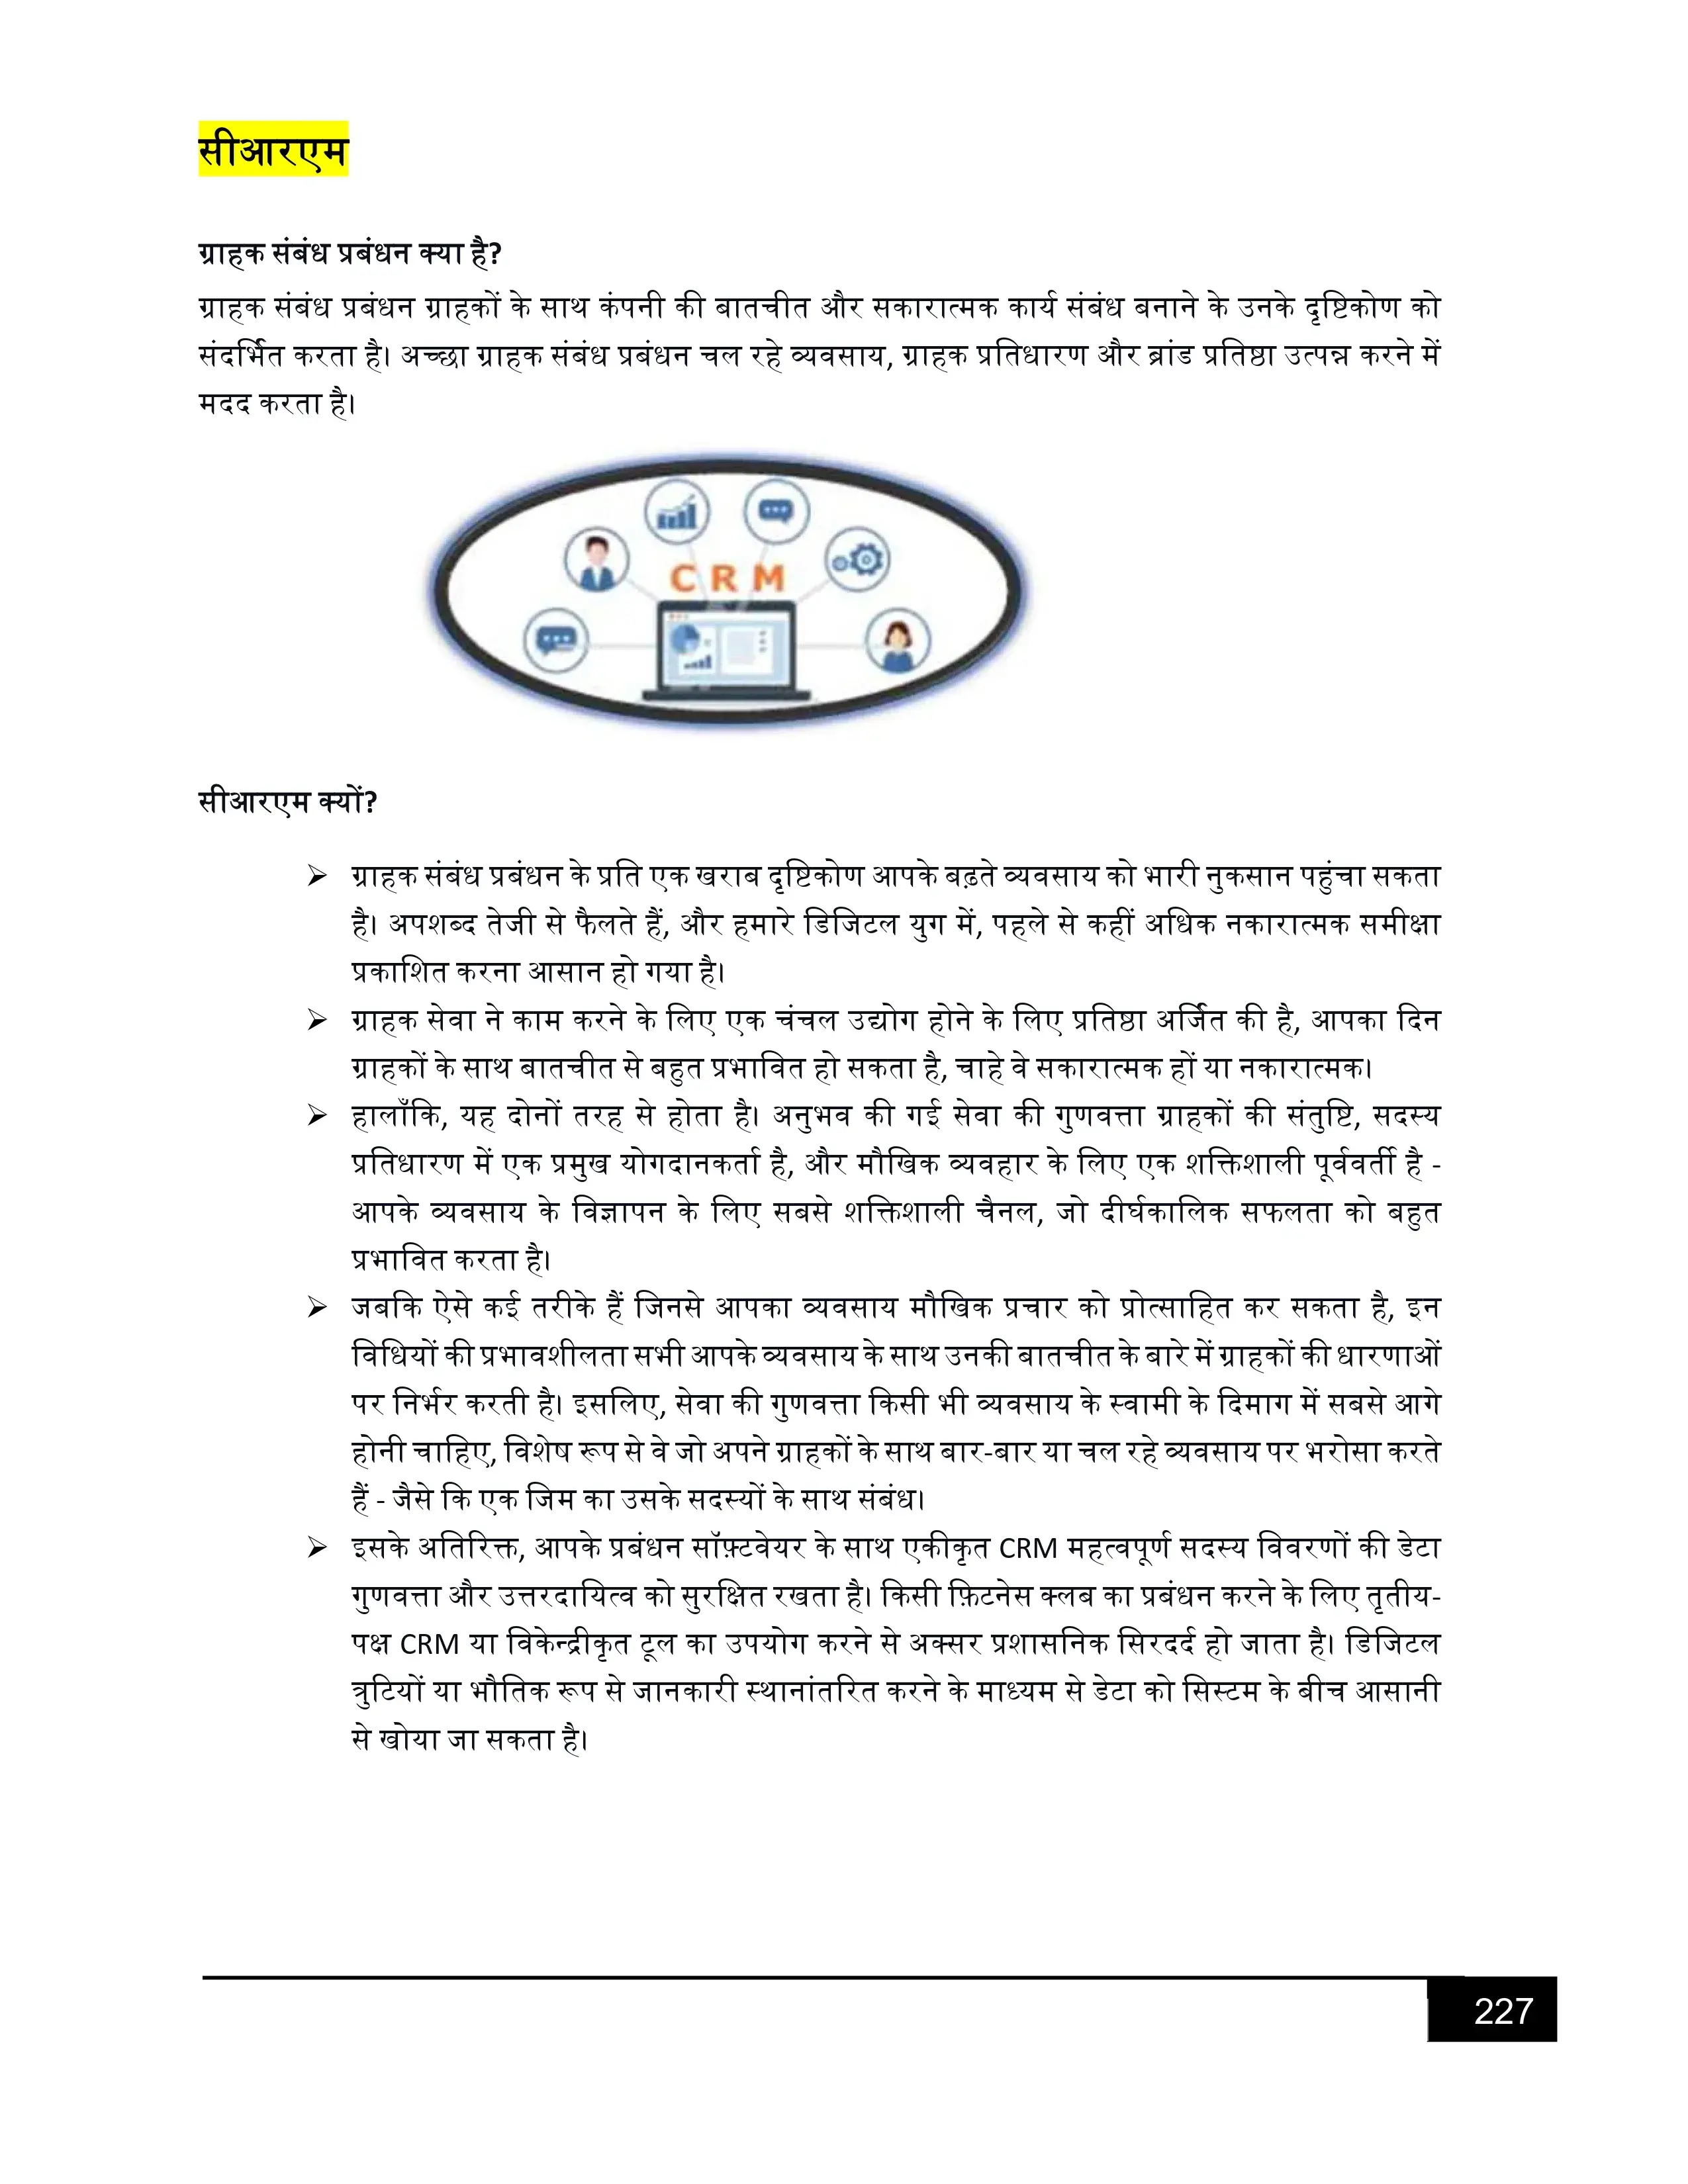 सीआरएम
ग्राहक संबंध प्रबंधन क्या है?
ग्राहक संबंध प्रबंधन ग्राहकों के साथ कंपनी की बातचीत और सकारात्मक कार्य संबंध बनाने के उनके दृष्टिकोण को
संदर्भित करता है। अच्छा ग्राहक संबंध प्रबंधन चल रहे व्यवसाय, ग्राहक प्रतिधारण और ब्रांड प्रतिष्ठा उत्पन्न करने में
मदद करता है।
CRM
सीआरएम क्यों?
➢ ग्राहक संबंध प्रबंधन के प्रति एक खराब दृष्टिकोण आपके बढ़ते व्यवसाय को भारी नुकसान पहुंचा सकता
है। अपशब्द तेजी से फैलते हैं, और हमारे डिजिटल युग में, पहले से कहीं अधिक नकारात्मक समीक्षा
प्रकाशित करना आसान हो गया है।
➢ ग्राहक सेवा ने काम करने के लिए एक चंचल उद्योग होने के लिए प्रतिष्ठा अर्जित की है, आपका दिन
ग्राहकों के साथ बातचीत से बहुत प्रभावित हो सकता है, चाहे वे सकारात्मक हों या नकारात्मक।
➢ हालाँकि, यह दोनों तरह से होता है। अनुभव की गई सेवा की गुणवत्ता ग्राहकों की संतुष्टि, सदस्य
प्रतिधारण में एक प्रमुख योगदानकर्ता है, और मौखिक व्यवहार के लिए एक शक्तिशाली पूर्ववर्ती है -
आपके व्यवसाय के विज्ञापन के लिए सबसे शक्तिशाली चैनल, जो दीर्घकालिक सफलता को बहुत
प्रभावित करता है।
➢ जबकि ऐसे कई तरीके हैं जिनसे आपका व्यवसाय मौखिक प्रचार को प्रोत्साहित कर सकता है, इन
विधियों की प्रभावशीलता सभी आपके व्यवसाय के साथ उनकी बातचीत के बारे में ग्राहकों की धारणाओं
पर निर्भर करती है। इसलिए, सेवा की गुणवत्ता किसी भी व्यवसाय के स्वामी के दिमाग में सबसे आगे
होनी चाहिए, विशेष रूप से वे जो अपने ग्राहकों के साथ बार-बार या चल रहे व्यवसाय पर भरोसा करते
हैं - जैसे कि एक जिम का उसके सदस्यों के साथ संबंध।
➢ इसके अतिरिक्त, आपके प्रबंधन सॉफ़्टवेयर के साथ एकीकृत CRM महत्वपूर्ण सदस्य विवरणों की डेटा
गुणवत्ता और उत्तरदायित्व को सुरक्षित रखता है। किसी फ़िटनेस क्लब का प्रबंधन करने के लिए तृतीय-
पक्ष CRM या विकेन्द्रीकृत टूल का उपयोग करने से अक्सर प्रशासनिक सिरदर्द हो जाता है। डिजिटल
त्रुटियों या भौतिक रूप से जानकारी स्थानांतरित करने के माध्यम से डेटा को सिस्टम के बीच आसानी
से खोया जा सकता है।
227